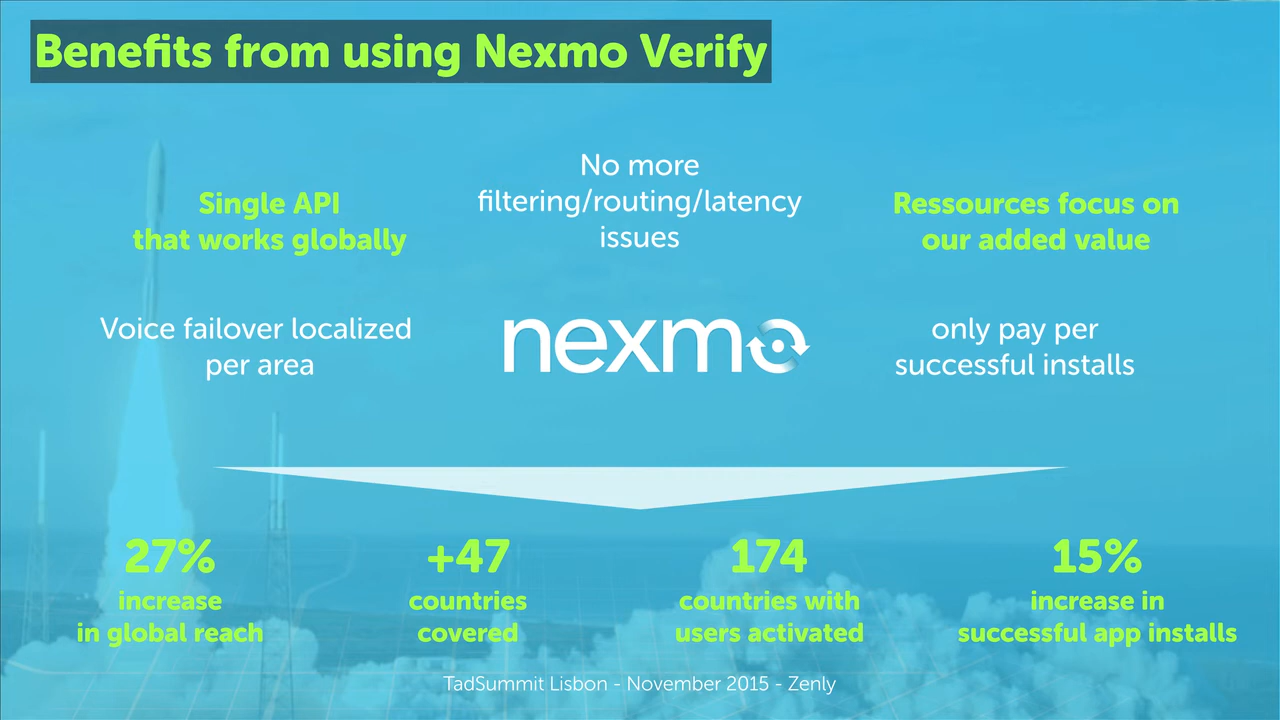 Benefits from using Nexmo Verify
Single API
that works globally
No more
filtering/routing/latency
issues
Ressources focus on
our added value
Voice failover localized
per area
nexmo
only pay per
successful installs
27%
increase
in global reach
+47
countries
covered
174
countries with
users activated
15%
increase in
successful app installs
TadSummit Lisbon - November 2015 - Zenly